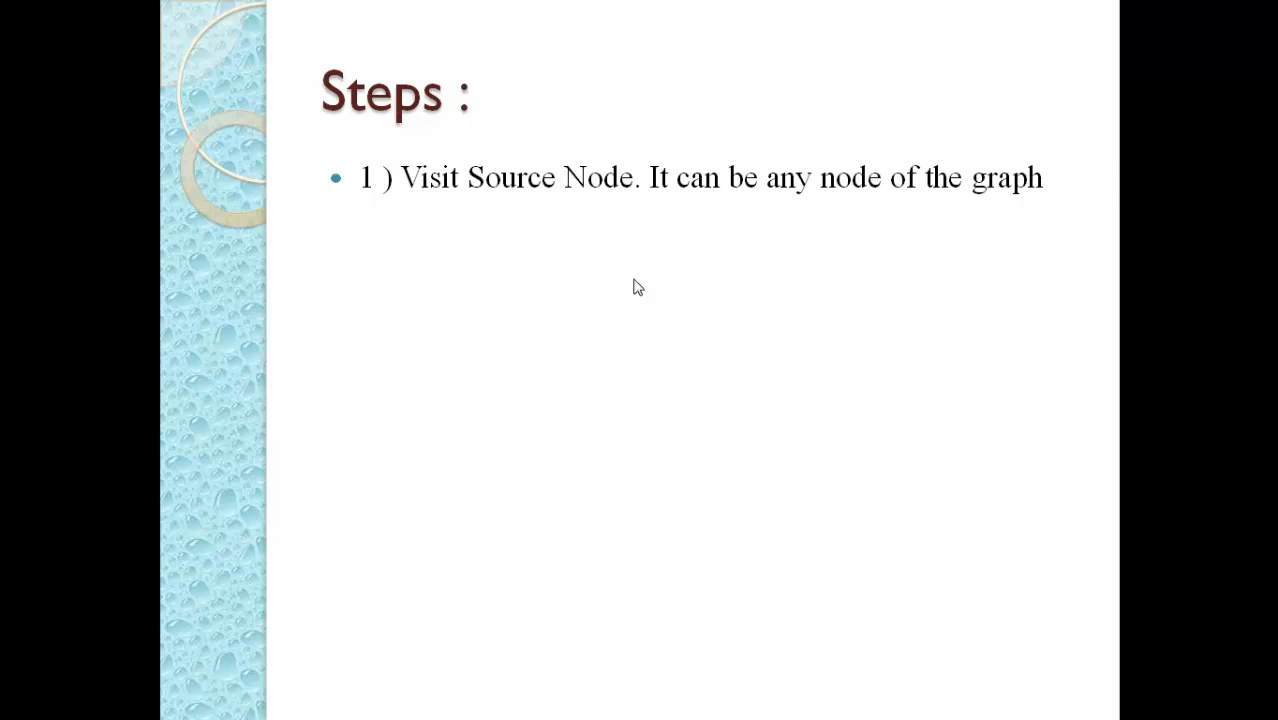 Steps :
1 ) Visit Source Node. It can be any node of the graph